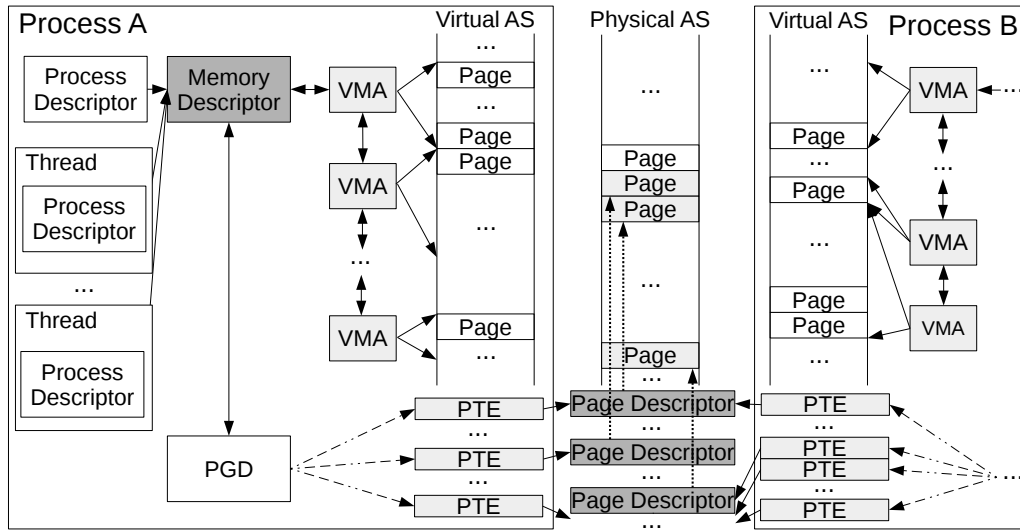 Process A
Process
Descriptor
Memory
Descriptor
Thread
Process
Descriptor
...
Thread
Process
Descriptor
PGD
VMA
VMA
...
VMA
Virtual AS
...
Page
...
Page
Page
...
Page
...
PTE
...
PTE
...
PTE
...
Physical AS
...
Page
Page
Page
...
Page
...
Page Descriptor
...
Page Descriptor
...
Page Descriptor
...
Virtual AS
...
Page
...
Page
...
Page
Page
...
PTE
...
PTE
PTE
...
PTE
Process B
VMA
...
...
VMA
VMA
...